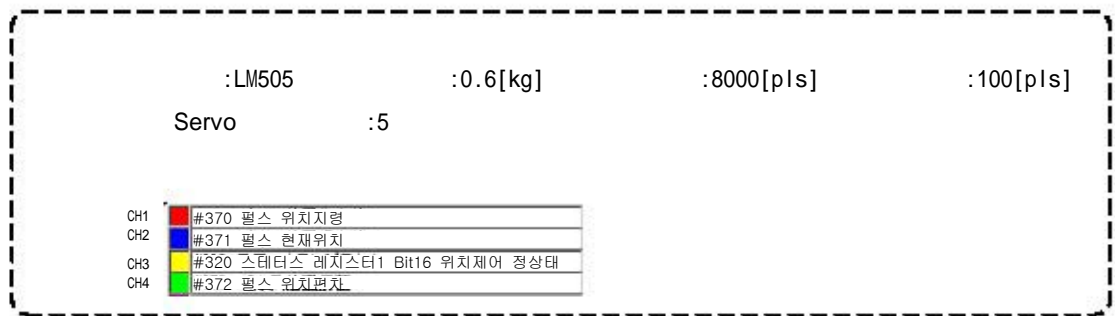 :LM505 :0.6[kg] :8000[pls] :100[pls]
Servo :5
CH1 #370 펄스 위치지령
CH2 #371 펄스 현재위치
CH3 #320 스테터스 레지스터1 Bit16 위치제어 정상태
CH4 #372 펄스 위치편차